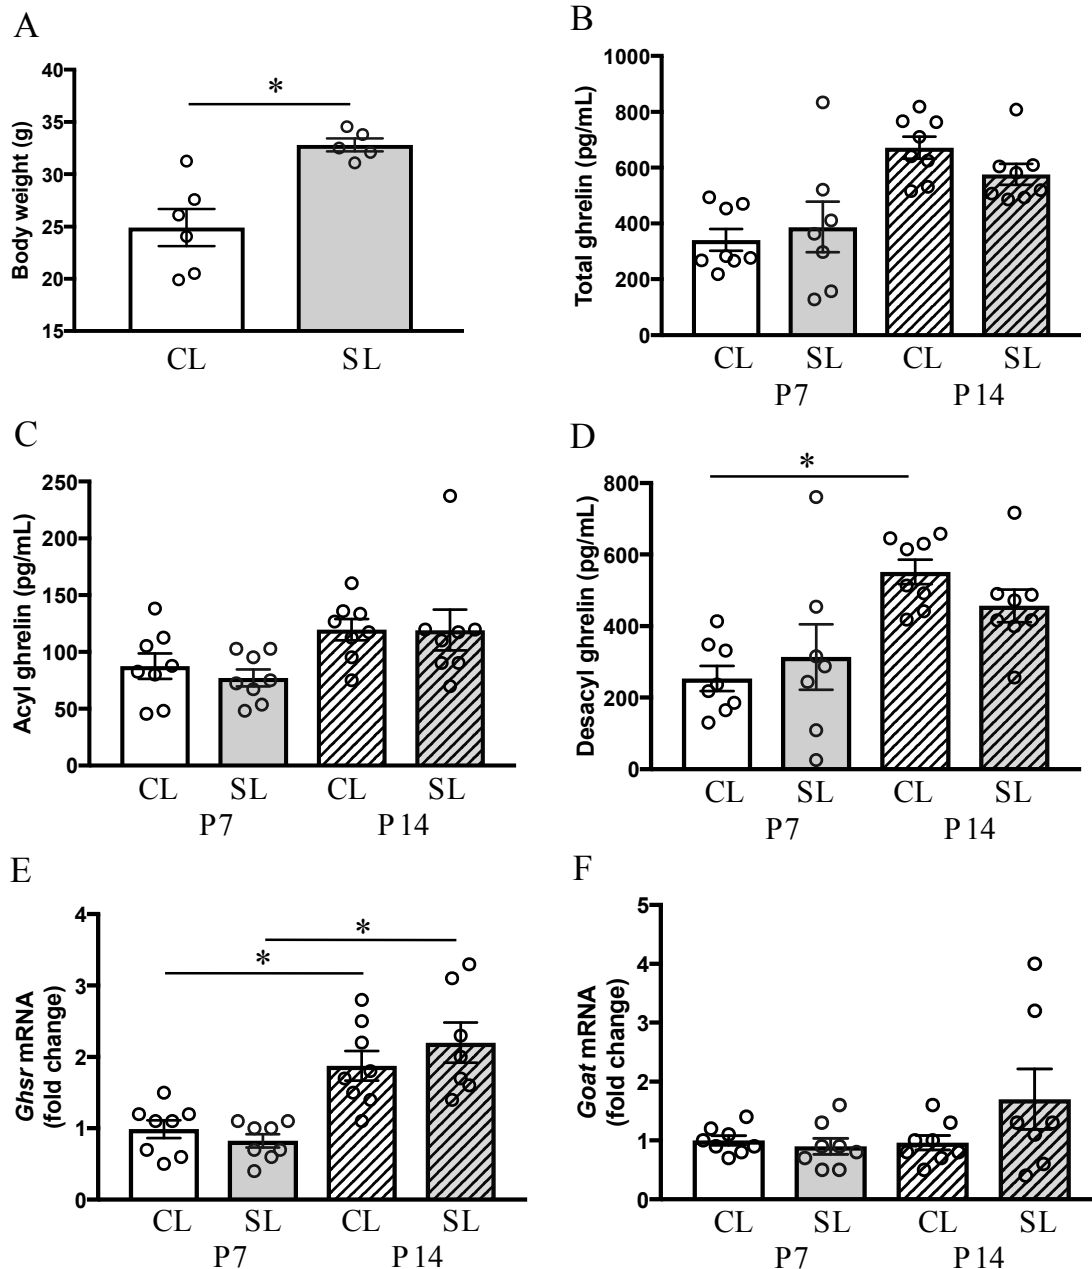 A
Body weight (g)
40
35
30
25
20
15
*
CL SL
B
Total ghrelin (pg/mL)
1000
800
600
400
200
0
CL SL CL SL
P7 P14
C
Acyl ghrelin (pg/mL)
250
200
150
100
50
0
CL SL CL SL
P7 P14
D
Desacyl ghrelin (pg/mL)
800
600
400
200
0
*
CL SL CL SL
P7 P14
E
Ghsr mRNA
(fold change)
4
3
2
1
0
*
*
CL SL CL SL
P7 P14
F
Goat mRNA
(fold change)
5
4
3
2
1
0
CL SL CL SL
P7 P14